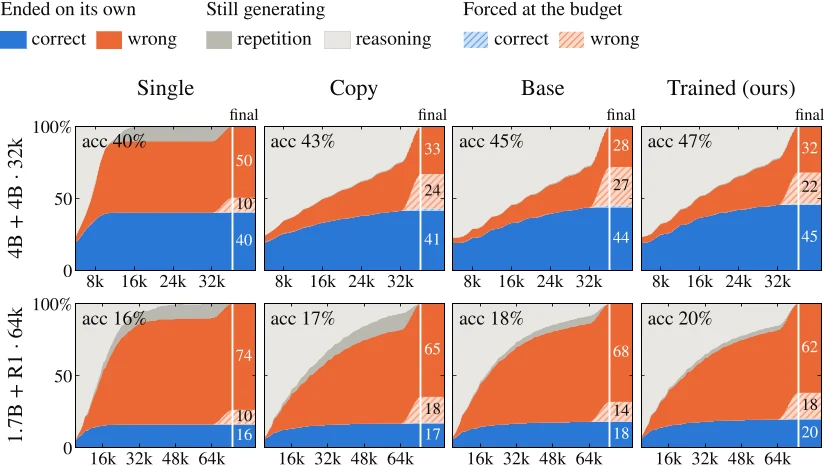 Ended on its own Still generating Forced at the budget
correct wrong repetition reasoning correct wrong
Single Copy Base Trained (ours)
final final final final
4B + 4B · 32k
100% acc 40% acc 43% acc 45% acc 47%
50
0
50 10 40
33 24 41
28 27 44
32 22 45
8k 16k 24k 32k 8k 16k 24k 32k 8k 16k 24k 32k 8k 16k 24k 32k
1.7B + R1 · 64k
100% acc 16% acc 17% acc 18% acc 20%
50
0
74 10 16
65 18 17
68 14 18
62 18 20
16k 32k 48k 64k 16k 32k 48k 64k 16k 32k 48k 64k 16k 32k 48k 64k